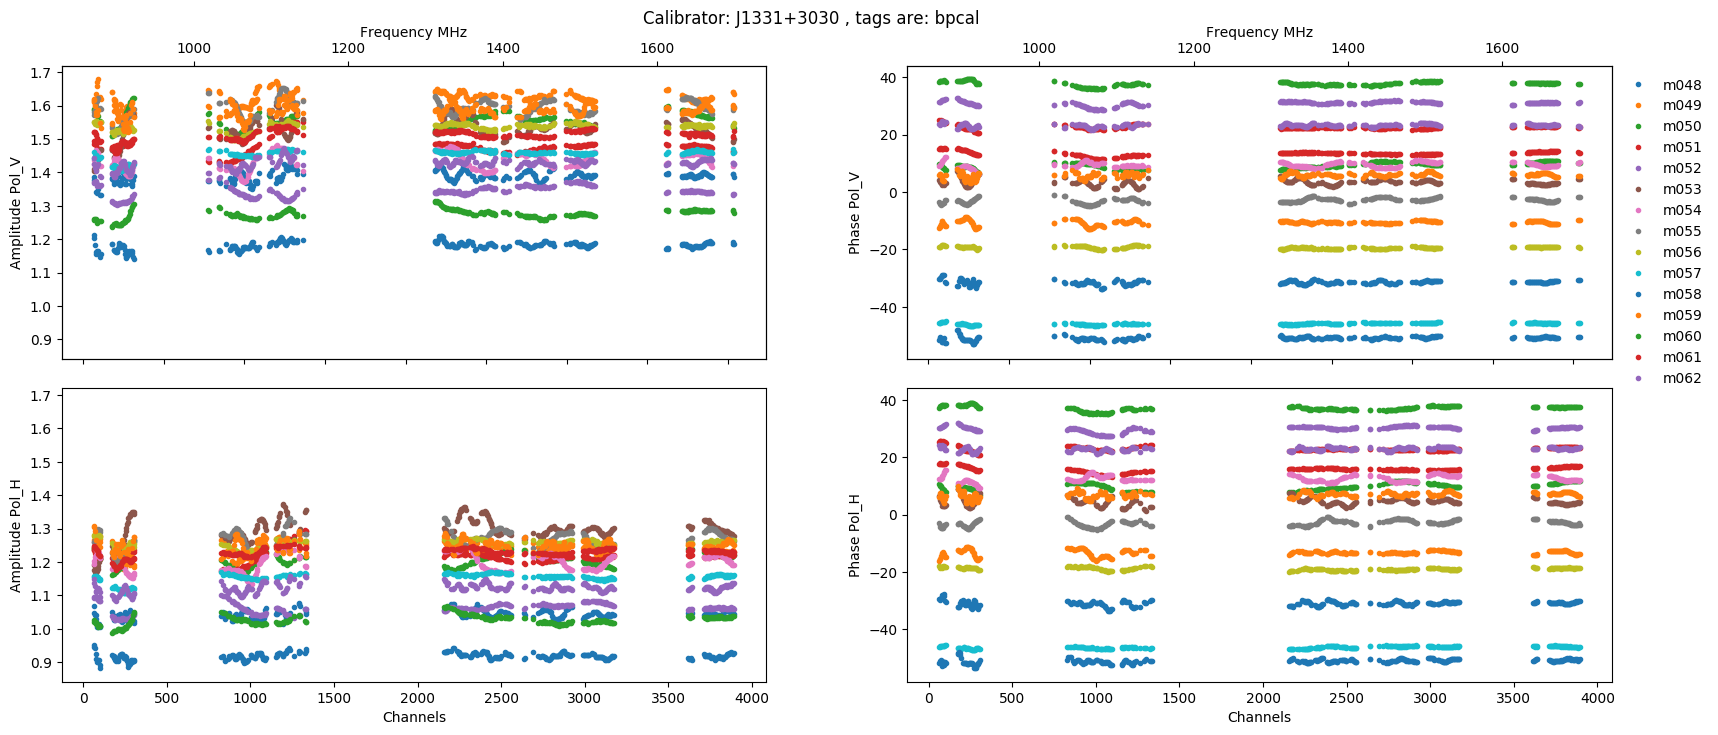 Calibrator: J1331+3030 , tags are: bpcal
Frequency MHz
1000 1200 1400 1600
Amplitude Pol_V
1.7
1.6
1.5
1.4
1.3
1.2
1.1
1.0
0.9
Frequency MHz
1000 1200 1400 1600
Phase Pol_V
40
20
0
−20
−40
m048
m049
m050
m051
m052
m053
m054
m055
m056
m057
m058
m059
m060
m061
m062
Amplitude Pol_H
1.7
1.6
1.5
1.4
1.3
1.2
1.1
1.0
0.9
0 500 1000 1500 2000 2500 3000 3500 4000
Channels
Phase Pol_H
40
20
0
−20
−40
0 500 1000 1500 2000 2500 3000 3500 4000
Channels